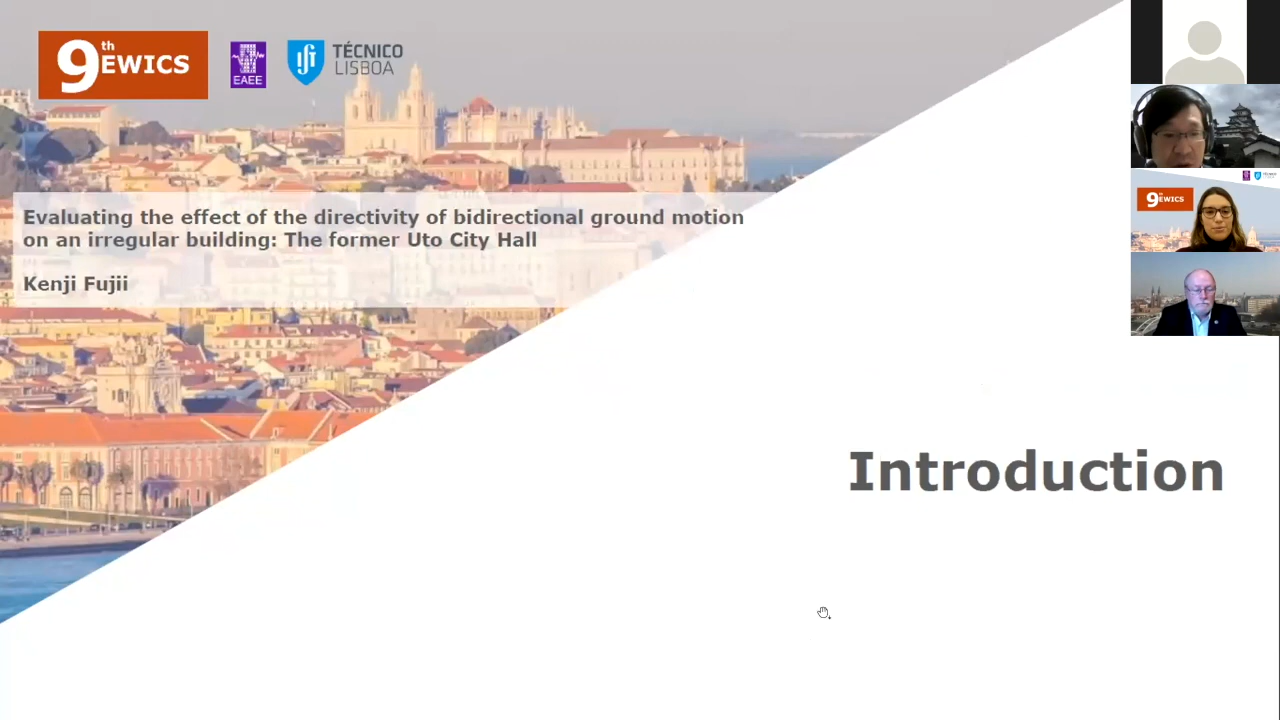 9th EWICS
EAEE
TÉCNICO
LISBOA
Evaluating the effect of the directivity of bidirectional ground motion
on an irregular building: The former Uto City Hall
Kenji Fujii
Introduction
9th EWICS